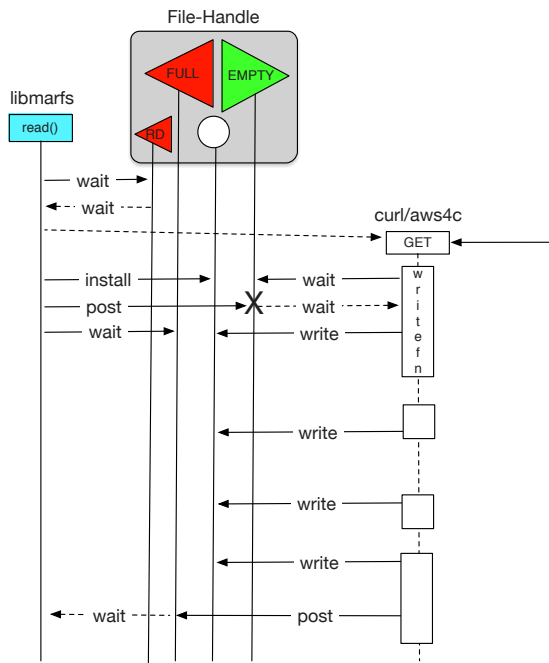 File-Handle
FULL
EMPTY
libmarfs
read()
RD
wait
wait
curl/aws4c
GET
install
wait
writefn
post
X
wait
wait
write
write
write
write
wait
post